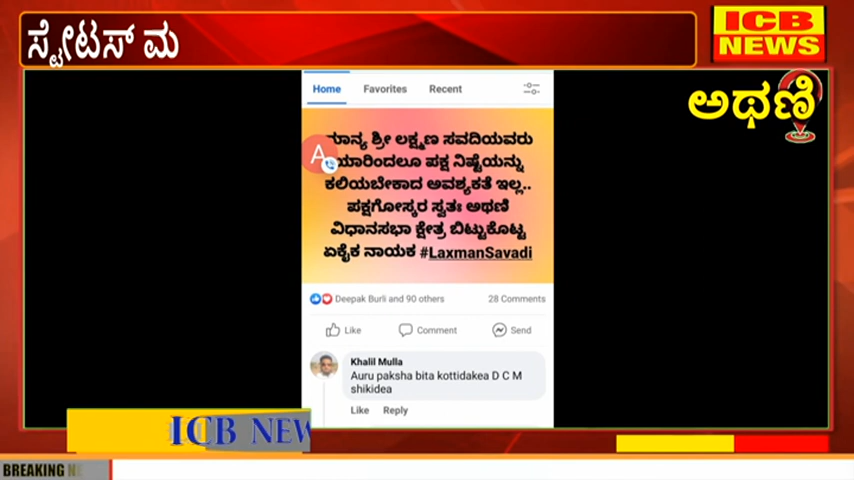 ಸ್ಟೇಟಸ್ ಮ
ICB
NEWS
ಅಥಣಿ
Home Favorites Recent
ಮಾನ್ಯ ಶ್ರೀ ಲಕ್ಷ್ಮಣ ಸವದಿಯವರು
ಯಾರಿಂದಲೂ ಪಕ್ಷ ನಿಷ್ಟೆಯನ್ನು
ಕಲಿಯಬೇಕಾದ ಅವಶ್ಯಕತೆ ಇಲ್ಲ..
ಪಕ್ಷಗೋಸ್ಕರ ಸ್ವತಃ ಅಥಣಿ
ವಿಧಾನಸಭಾ ಕ್ಷೇತ್ರ ಬಿಟ್ಟುಕೊಟ್ಟ
ಏಕೈಕ ನಾಯಕ #LaxmanSavadi
A
Deepak Burli and 90 others 28 Comments
Like Comment Send
Khalil Mulla
Auru paksha bita kottidakea D C M
shikidea
Like Reply
ICB NEW
BREAKING NE